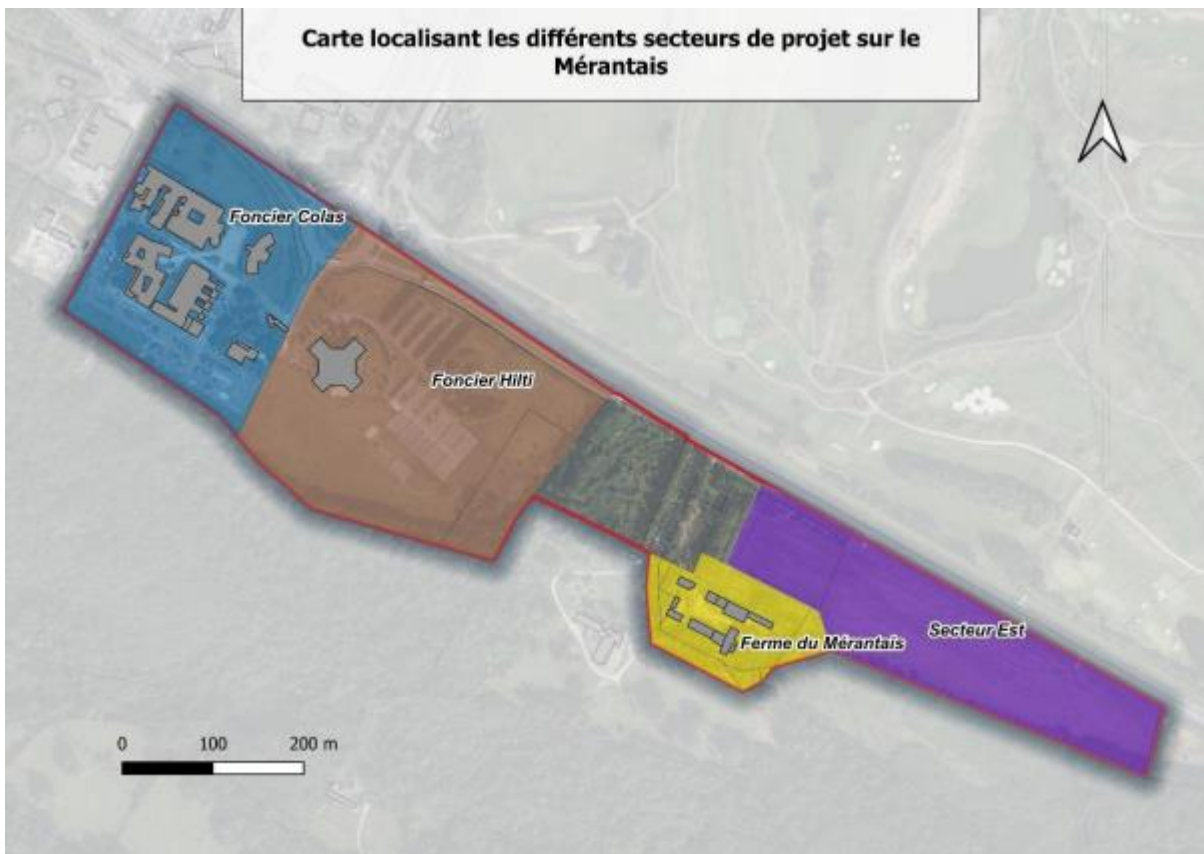 Carte localisant les différents secteurs de projet sur le
Mérantais
Foncier Colas
Foncier Hilti
Secteur Est
Ferme du Mérantais
0 100 200 m